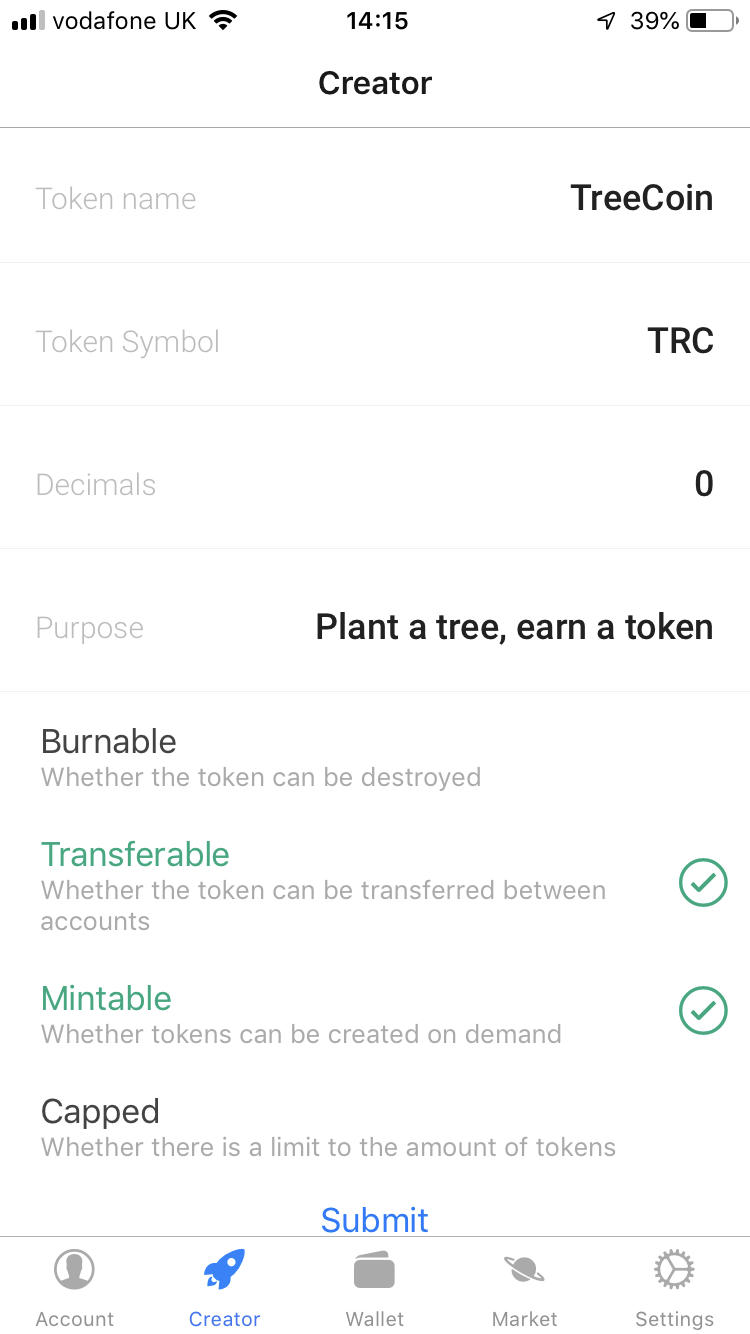 vodafone UK 14:15 39%
Creator
Token name TreeCoin
Token Symbol TRC
Decimals 0
Purpose Plant a tree, earn a token
Burnable
Whether the token can be destroyed
Transferable
Whether the token can be transferred between
accounts
Mintable
Whether tokens can be created on demand
Capped
Whether there is a limit to the amount of tokens
Submit
Account Creator Wallet Market Settings